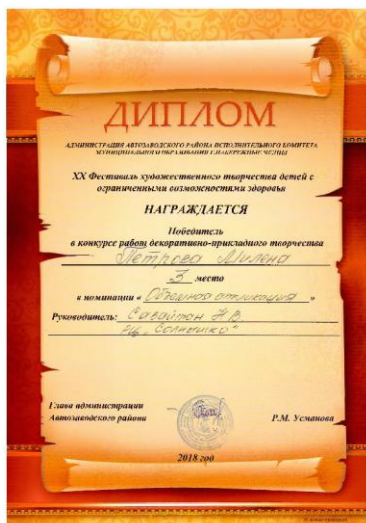 ДИПЛОМ
АДМИНИСТРАЦИЯ АВТОЗАВОДСКОГО РАЙОНА ИСПОЛНИТЕЛЬНОГО КОМИТЕТА
МУНИЦИПАЛЬНОГО ОБРАЗОВАНИЯ Г.НАБЕРЕЖНЫЕ ЧЕЛНЫ
XX Фестиваль художественного творчества детей с
ограниченными возможностями здоровья
НАГРАЖДАЕТСЯ
Победитель
в конкурсе работ декоративно-прикладного творчества
Петрова Милена
3 место
в номинации « Объемная аппликация »
Руководитель: Н.В.
РЦ „Солнышко"
Глава администрации
Автозаводского района
Р.М. Усманова
2018 год